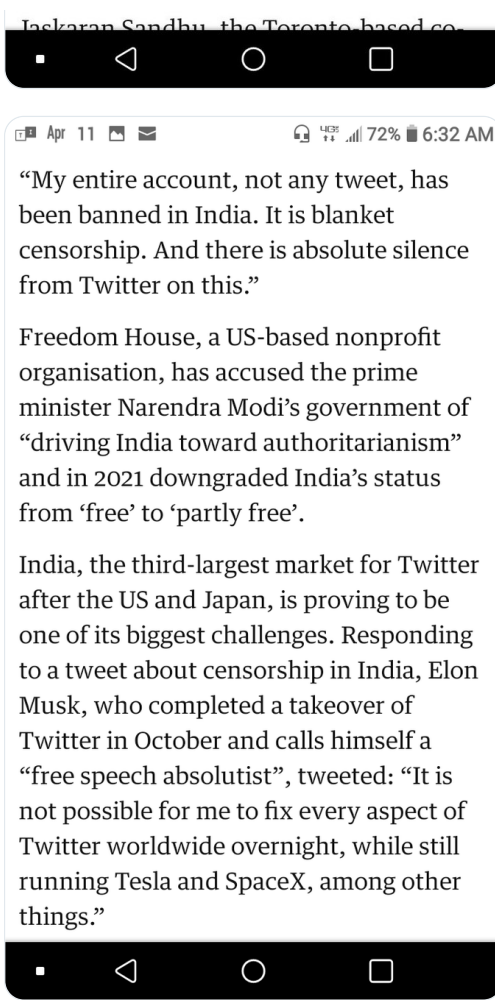 Jaskaran Sandhu, the Toronto-based co-
Apr 11 72% 6:32 AM
“My entire account, not any tweet, has
been banned in India. It is blanket
censorship. And there is absolute silence
from Twitter on this.”
Freedom House, a US-based nonprofit
organisation, has accused the prime
minister Narendra Modi’s government of
“driving India toward authoritarianism”
and in 2021 downgraded India’s status
from ‘free’ to ‘partly free’.
India, the third-largest market for Twitter
after the US and Japan, is proving to be
one of its biggest challenges. Responding
to a tweet about censorship in India, Elon
Musk, who completed a takeover of
Twitter in October and calls himself a
“free speech absolutist”, tweeted: “It is
not possible for me to fix every aspect of
Twitter worldwide overnight, while still
running Tesla and SpaceX, among other
things.”